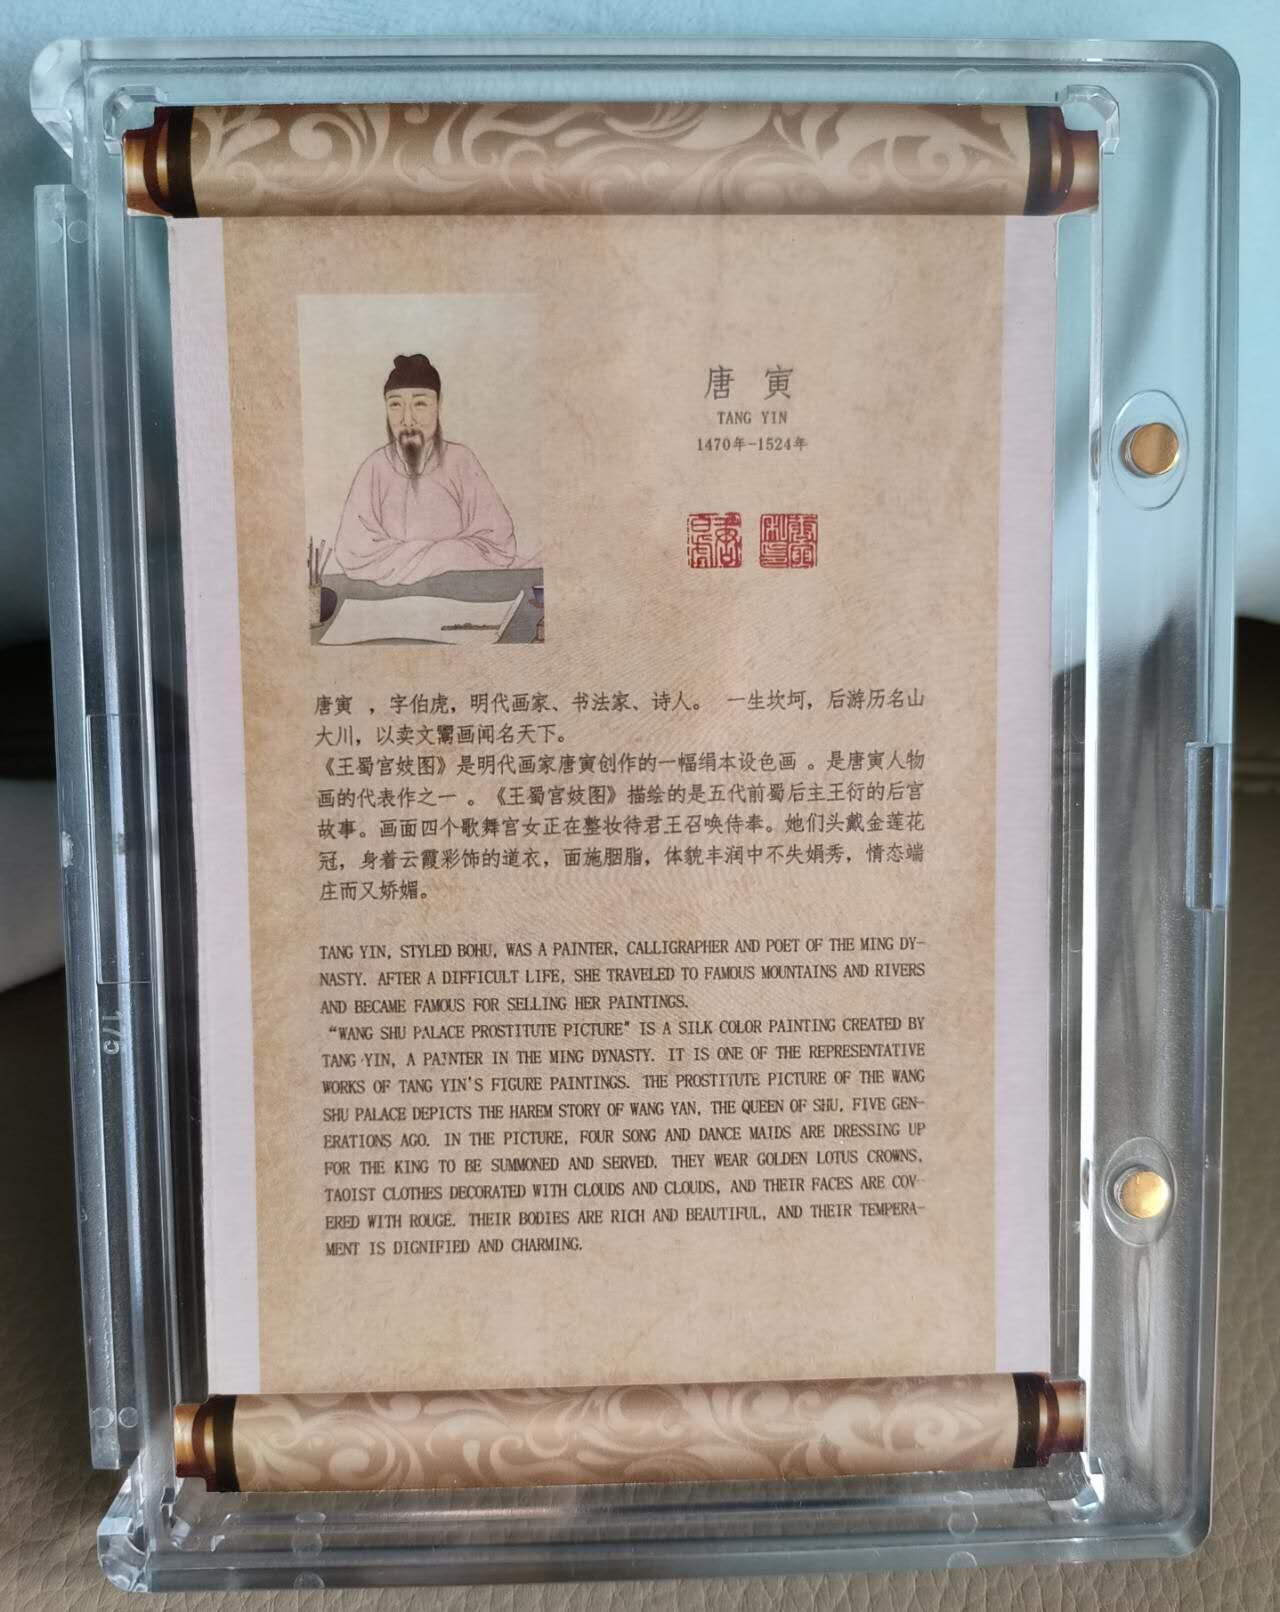 唐 寅
TANG YIN
1470年-1524年
唐寅 ，字伯虎，明代画家、书法家、诗人。 一生坎坷，后游历名山
大川，以卖文鬻画闻名天下。
《王蜀宫妓图》是明代画家唐寅创作的一幅绢本设色画 。是唐寅人物
画的代表作之一 。《王蜀宫妓图》描绘的是五代前蜀后主王衍的后宫
故事。画面四个歌舞宫女正在整妆待君王召唤侍奉。她们头戴金莲花
冠，身着云霞彩饰的道衣，面施胭脂，体貌丰润中不失娟秀，情态端
庄而又娇媚。
TANG YIN, STYLED BOHU, WAS A PAINTER, CALLIGRAPHER AND POET OF THE MING DY-
NASTY. AFTER A DIFFICULT LIFE, SHE TRAVELED TO FAMOUS MOUNTAINS AND RIVERS
AND BECAME FAMOUS FOR SELLING HER PAINTINGS.
"WANG SHU PALACE PROSTITUTE PICTURE" IS A SILK COLOR PAINTING CREATED BY
TANG YIN, A PAINTER IN THE MING DYNASTY. IT IS ONE OF THE REPRESENTATIVE
WORKS OF TANG YIN'S FIGURE PAINTINGS. THE PROSTITUTE PICTURE OF THE WANG
SHU PALACE DEPICTS THE HAREM STORY OF WANG YAN, THE QUEEN OF SHU, FIVE GEN-
ERATIONS AGO. IN THE PICTURE, FOUR SONG AND DANCE MAIDS ARE DRESSING UP
FOR THE KING TO BE SUMMONED AND SERVED. THEY WEAR GOLDEN LOTUS CROWNS,
TAOIST CLOTHES DECORATED WITH CLOUDS AND CLOUDS, AND THEIR FACES ARE COV-
ERED WITH ROUGE. THEIR BODIES ARE RICH AND BEAUTIFUL, AND THEIR TEMPERA-
MENT IS DIGNIFIED AND CHARMING.